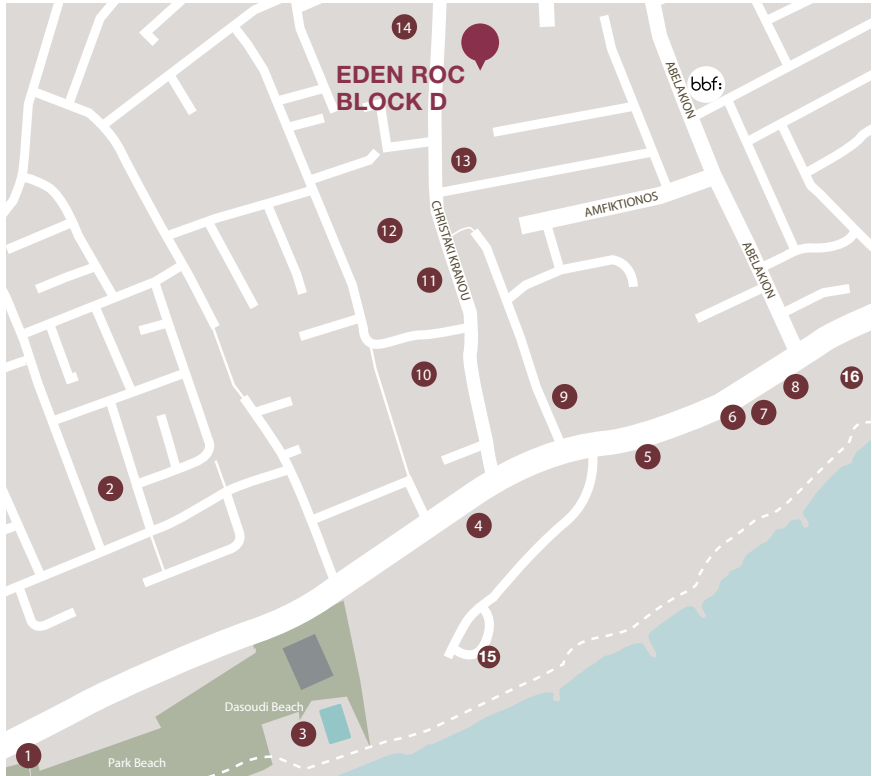 14
EDEN ROC
BLOCK D
ABELAKION
bbf:
13
CHRISTAKI KRANOU
AMFIKTIONOS
12
11
ABELAKION
10
9
8
16
7
6
5
2
4
15
Dasoudi Beach
3
1
Park Beach